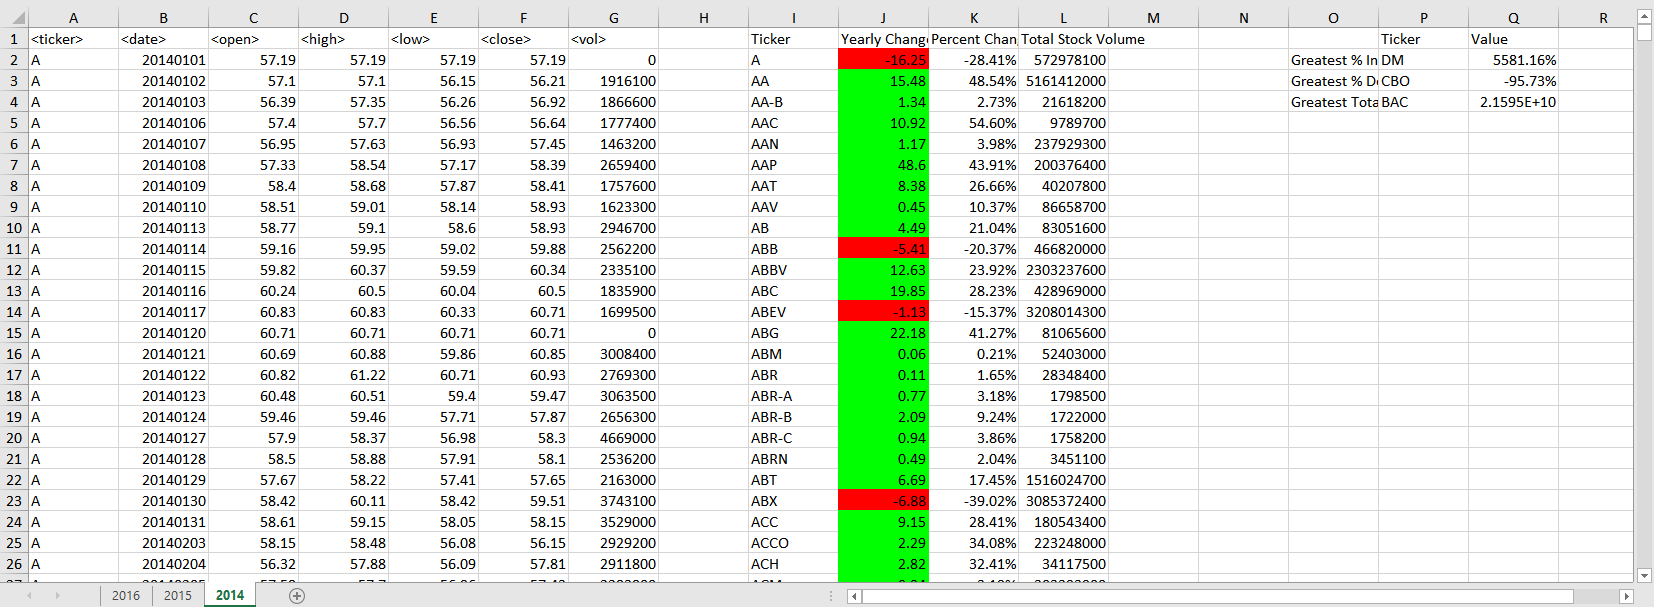 A B C D E F G H I J K L M N O P Q R
1 <ticker> <date> <open> <high> <low> <close> <vol> Ticker Yearly Chang Percent Chan Total Stock Volume Ticker Value
2 A 20140101 57.19 57.19 57.19 57.19 0 A -16.25 -28.41% 572978100 Greatest % In DM 5581.16%
3 A 20140102 57.1 57.1 56.15 56.21 1916100 AA 15.48 48.54% 5161412000 Greatest % D CBO -95.73%
4 A 20140103 56.39 57.35 56.26 56.92 1866600 AA-B 1.34 2.73% 21618200 Greatest Tota BAC 2.1595E+10
5 A 20140106 57.4 57.7 56.56 56.64 1777400 AAC 10.92 54.60% 9789700
6 A 20140107 56.95 57.63 56.93 57.45 1463200 AAN 1.17 3.98% 237929300
7 A 20140108 57.33 58.54 57.17 58.39 2659400 AAP 48.6 43.91% 200376400
8 A 20140109 58.4 58.68 57.87 58.41 1757600 AAT 8.38 26.66% 40207800
9 A 20140110 58.51 59.01 58.14 58.93 1623300 AAV 0.45 10.37% 86658700
10 A 20140113 58.77 59.1 58.6 58.93 2946700 AB 4.49 21.04% 83051600
11 A 20140114 59.16 59.95 59.02 59.88 2562200 ABB -5.41 -20.37% 466820000
12 A 20140115 59.82 60.37 59.59 60.34 2335100 ABBV 12.63 23.92% 2303237600
13 A 20140116 60.24 60.5 60.04 60.5 1835900 ABC 19.85 28.23% 428969000
14 A 20140117 60.83 60.83 60.33 60.71 1699500 ABEV -1.13 -15.37% 3208014300
15 A 20140120 60.71 60.71 60.71 60.71 0 ABG 22.18 41.27% 81065600
16 A 20140121 60.69 60.88 59.86 60.85 3008400 ABM 0.06 0.21% 52403000
17 A 20140122 60.82 61.22 60.71 60.93 2769300 ABR 0.11 1.65% 28348400
18 A 20140123 60.48 60.51 59.4 59.47 3063500 ABR-A 0.77 3.18% 1798500
19 A 20140124 59.46 59.46 57.71 57.87 2656300 ABR-B 2.09 9.24% 1722000
20 A 20140127 57.9 58.37 56.98 58.3 4669000 ABR-C 0.94 3.86% 1758200
21 A 20140128 58.5 58.88 57.91 58.1 2536200 ABRN 0.49 2.04% 3451100
22 A 20140129 57.67 58.22 57.41 57.65 2163000 ABT 6.69 17.45% 1516024700
23 A 20140130 58.42 60.11 58.42 59.51 3743100 ABX -6.88 -39.02% 3085372400
24 A 20140131 58.61 59.15 58.05 58.15 3529000 ACC 9.15 28.41% 180543400
25 A 20140203 58.15 58.48 56.08 56.15 2929200 ACCO 2.29 34.08% 223248000
26 A 20140204 56.32 57.88 56.09 57.81 2911800 ACH 2.82 32.41% 34117500
2016 2015 2014